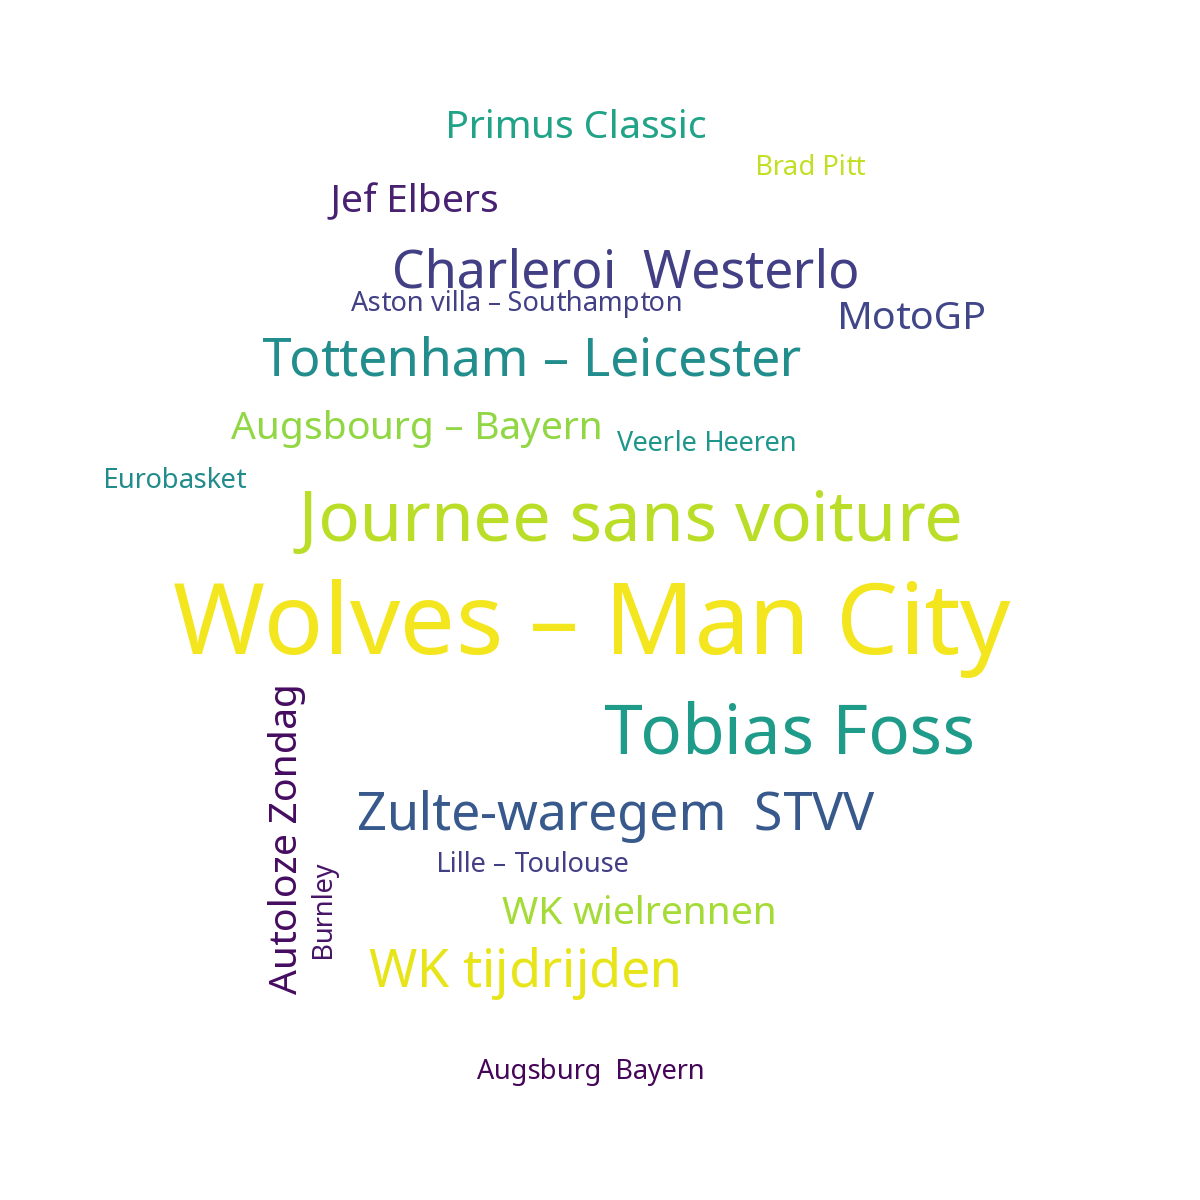 Primus Classic
Brad Pitt
Jef Elbers
Charleroi  Westerlo
Aston villa – Southampton
MotoGP
Tottenham – Leicester
Augsbourg – Bayern
Veerle Heeren
Eurobasket
Journee sans voiture
Wolves – Man City
Autoloze Zondag
Tobias Foss
Zulte-waregem  STVV
Lille – Toulouse
Burnley
WK wielrennen
WK tijdrijden
Augsburg  Bayern